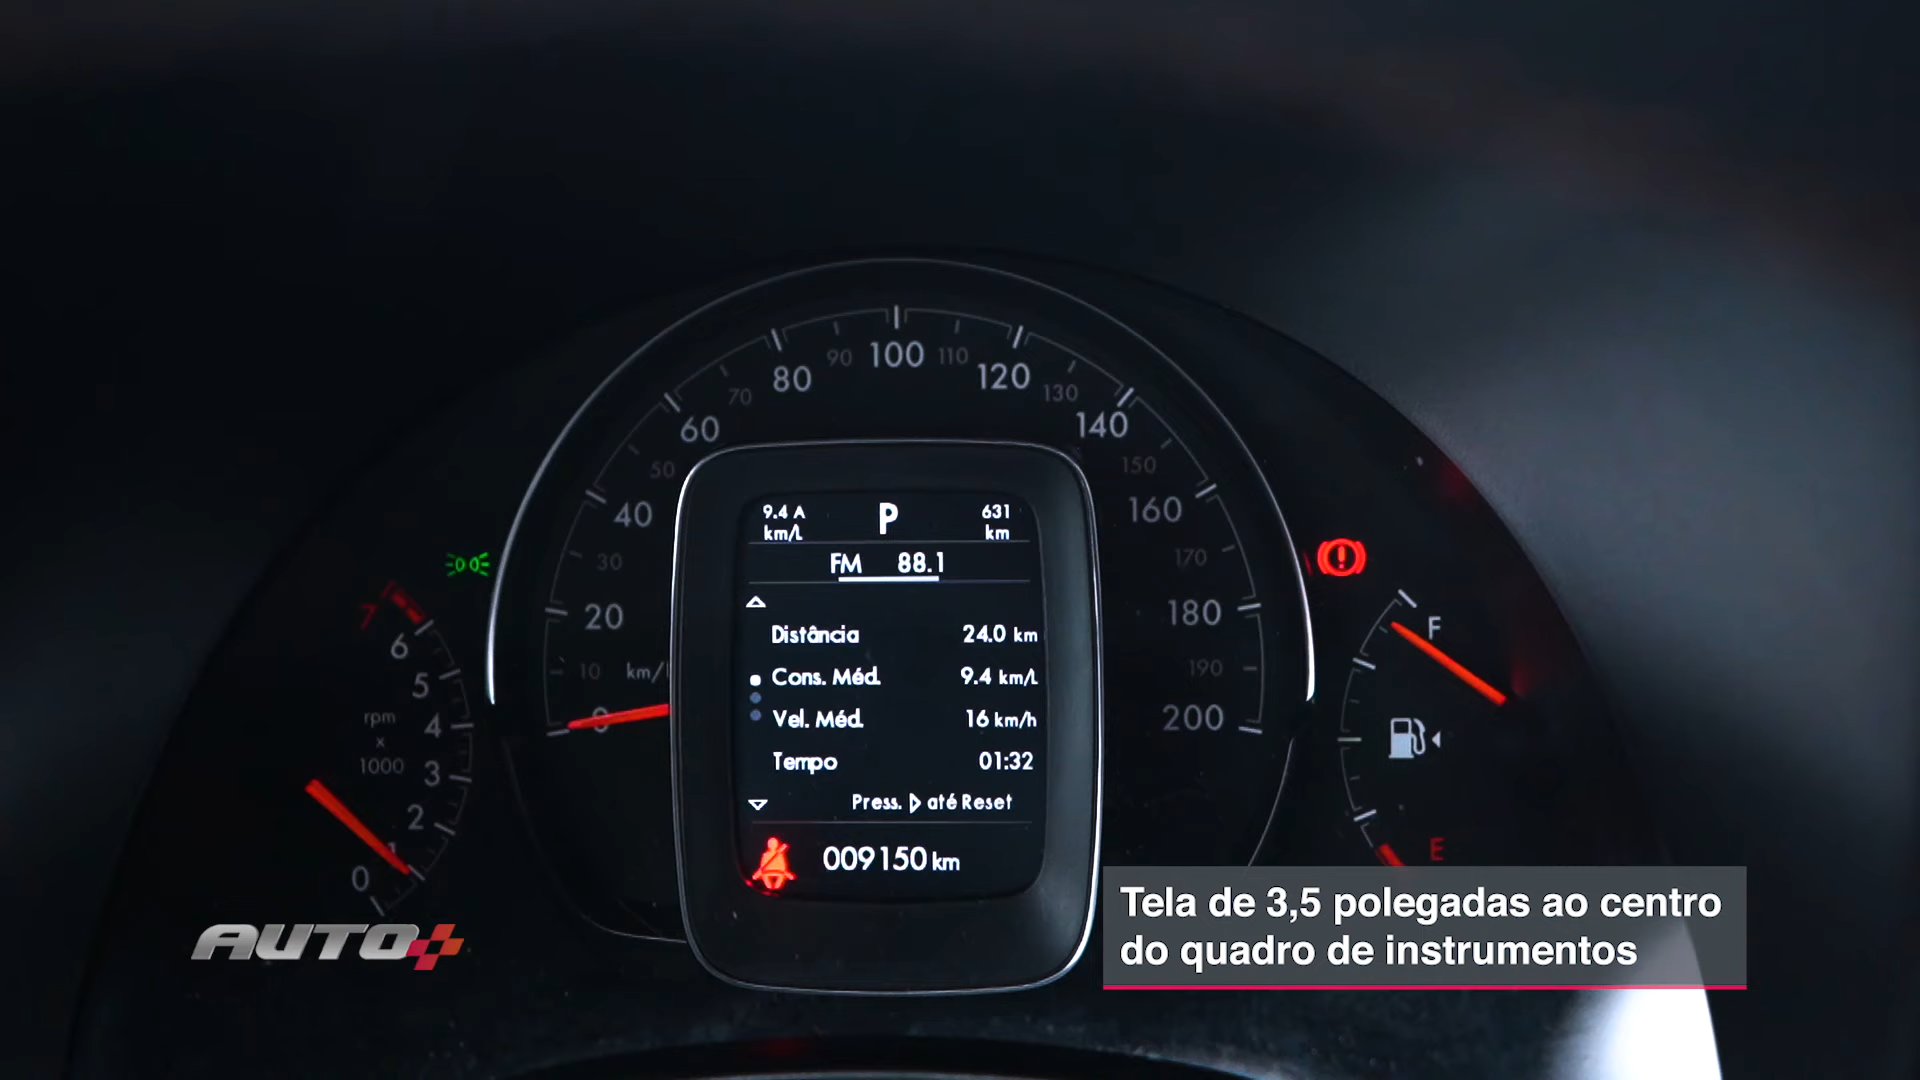 100
90
110
80
120
70
130
60
140
50
150
40
160
30
170
20
180
10 km/
190
0
200
7
6
5
rpm
x
1000
4
3
2
1
0
F
E
9.4 A
km/L
P
631
km
FM 88.1
Distância 24.0 km
Cons. Méd. 9.4 km/L
Vel. Méd. 16 km/h
Tempo 01:32
Press. até Reset
009150 km
AUTO+
Tela de 3,5 polegadas ao centro
do quadro de instrumentos